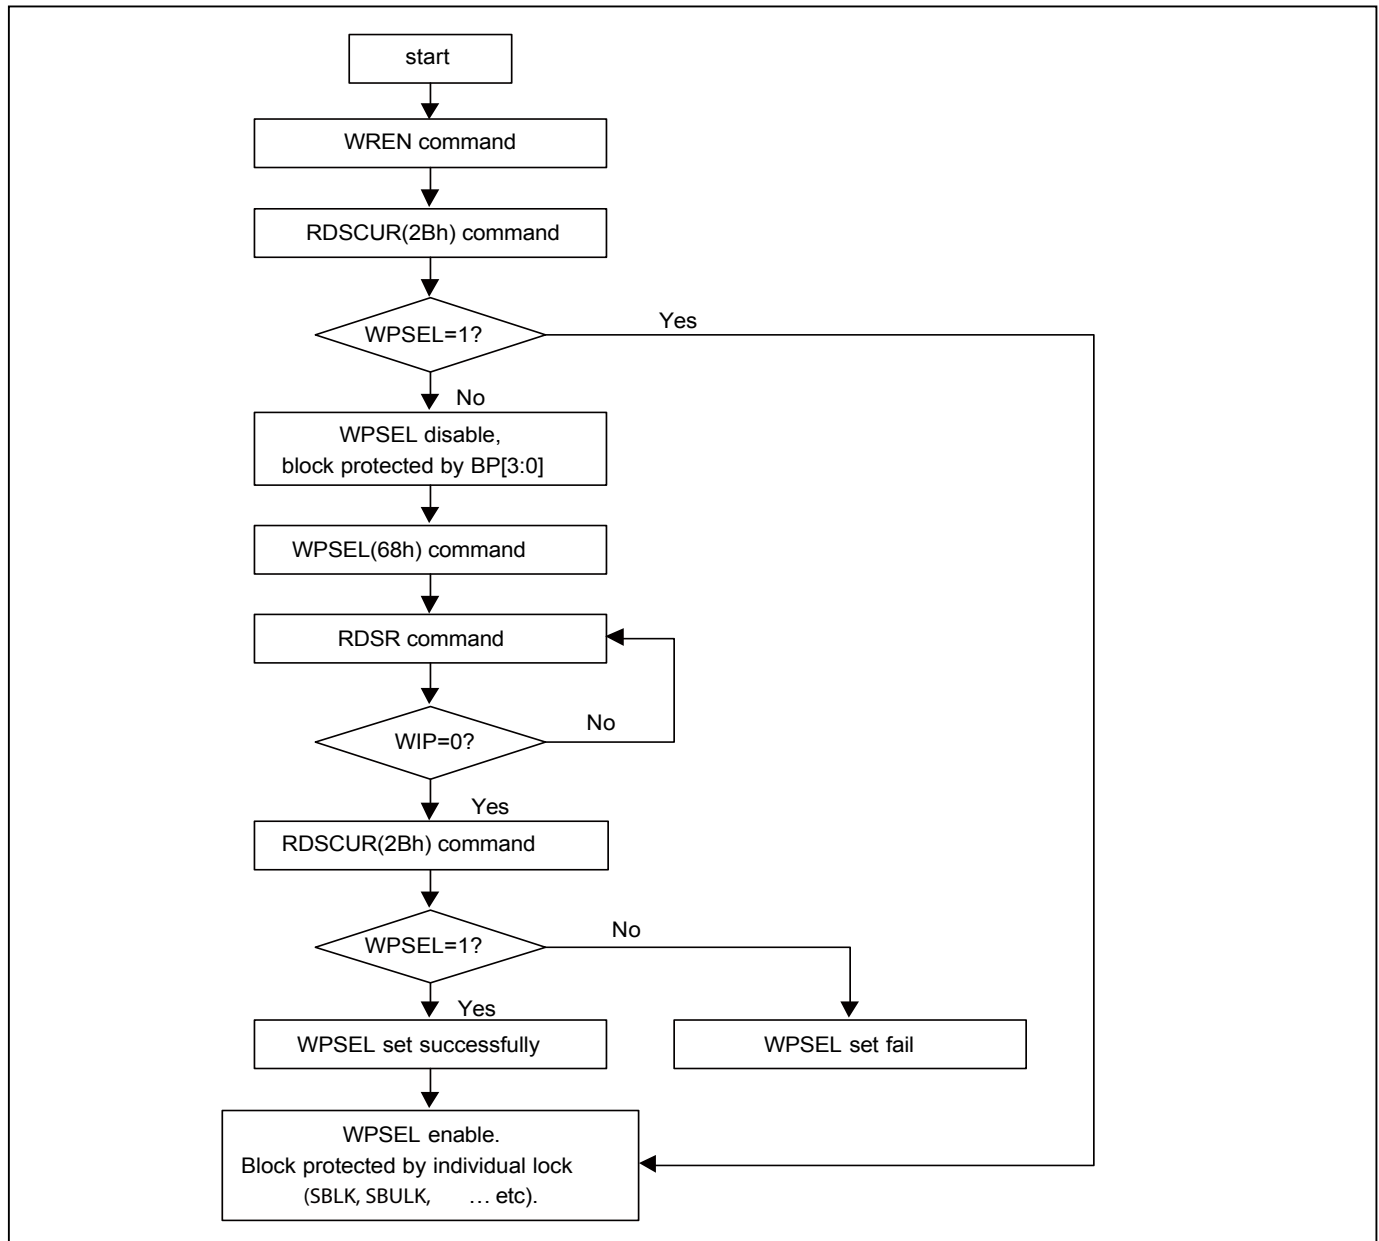 start
WREN command
RDSCUR(2Bh) command
WPSEL=1?
Yes
No
WPSEL disable,
block protected by BP[3:0]
WPSEL(68h) command
RDSR command
WIP=0?
No
Yes
RDSCUR(2Bh) command
WPSEL=1?
No
Yes
WPSEL set successfully
WPSEL set fail
WPSEL enable.
Block protected by individual lock
(SBLK, SBULK, … etc).